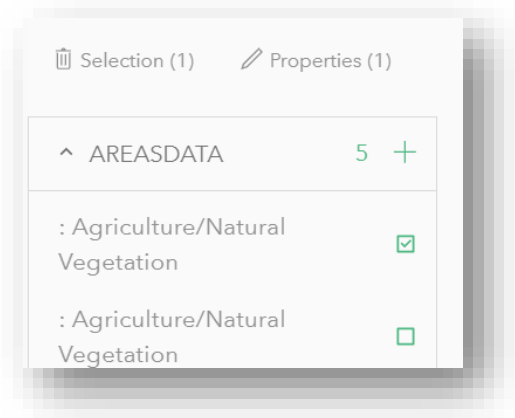 Selection (1) Properties (1)
AREASDATA 5
: Agriculture/Natural
Vegetation
: Agriculture/Natural
Vegetation